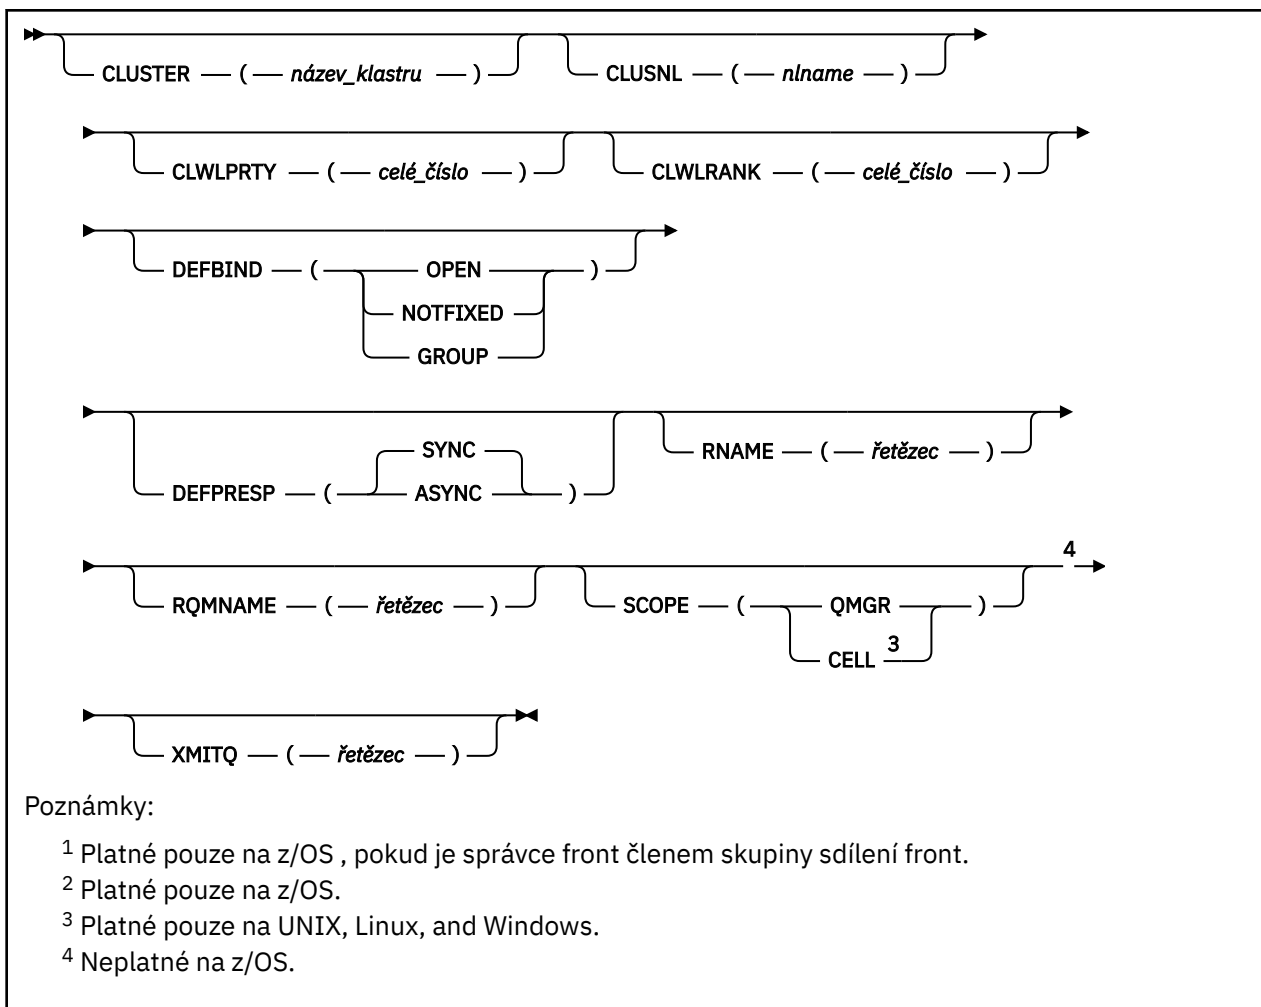 CLUSTER ( název_klastru ) CLUSNL ( nlname )
CLWLPRTY ( celé_číslo ) CLWLRANK ( celé_číslo )
DEFBIND ( OPEN )
NOTFIXED
GROUP
SYNC
RNAME ( řetězec )
DEFPRESP ( ASYNC )
4
RQMNAME ( řetězec ) SCOPE ( QMGR )
CELL 3
XMITQ ( řetězec )
Poznámky:
1 Platné pouze na z/OS , pokud je správce front členem skupiny sdílení front.
2 Platné pouze na z/OS.
3 Platné pouze na UNIX, Linux, and Windows.
4 Neplatné na z/OS.